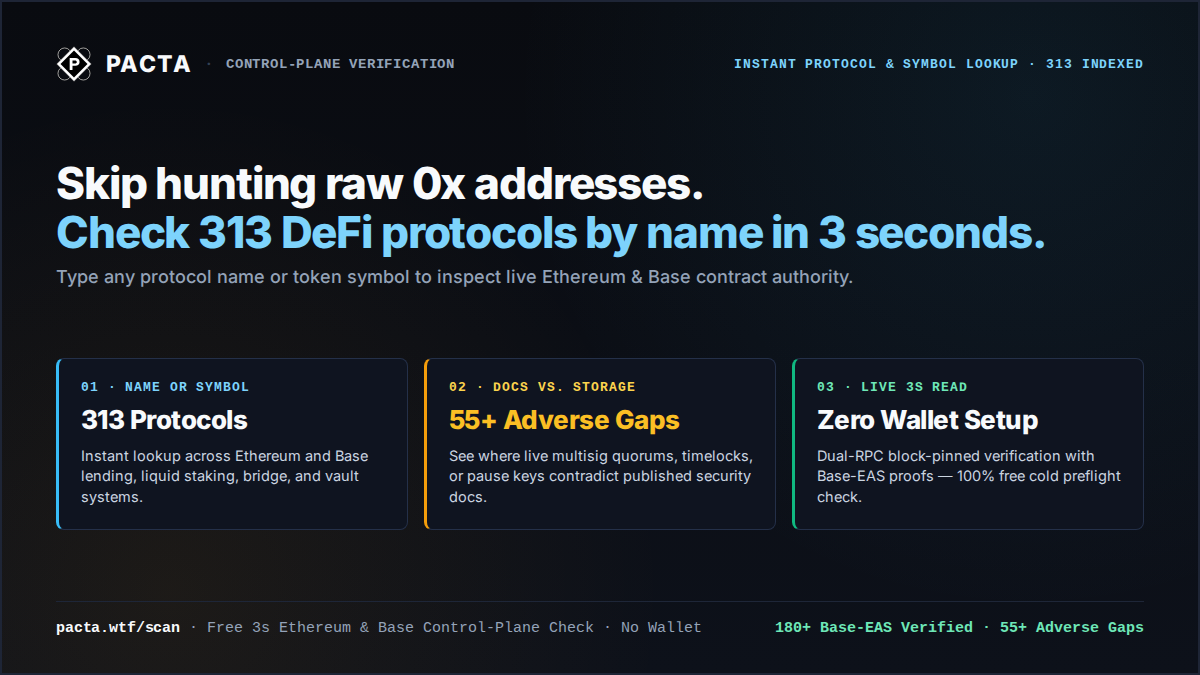 P PACTA · CONTROL-PLANE VERIFICATION
INSTANT PROTOCOL & SYMBOL LOOKUP · 313 INDEXED
Skip hunting raw 0x addresses.
Check 313 DeFi protocols by name in 3 seconds.
Type any protocol name or token symbol to inspect live Ethereum & Base contract authority.
01 · NAME OR SYMBOL
313 Protocols
Instant lookup across Ethereum and Base
lending, liquid staking, bridge, and vault
systems.
02 · DOCS VS. STORAGE
55+ Adverse Gaps
See where live multisig quorums, timelocks,
or pause keys contradict published security
docs.
03 · LIVE 3S READ
Zero Wallet Setup
Dual-RPC block-pinned verification with
Base-EAS proofs — 100% free cold preflight
check.
pacta.wtf/scan · Free 3s Ethereum & Base Control-Plane Check · No Wallet
180+ Base-EAS Verified · 55+ Adverse Gaps